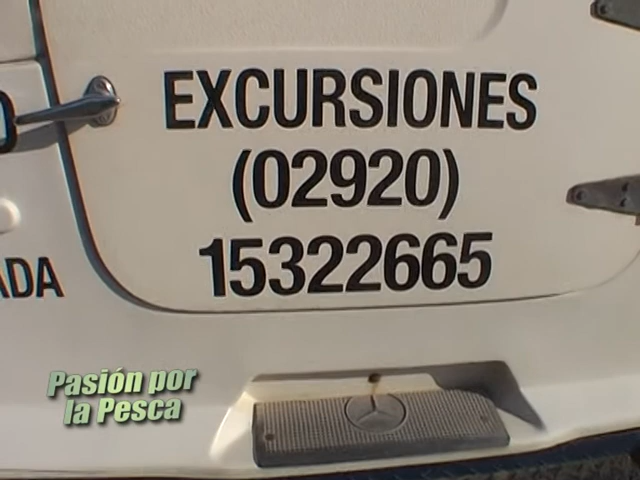 EXCURSIONES
(02920)
15322665
ADA
Pasión por
la Pesca